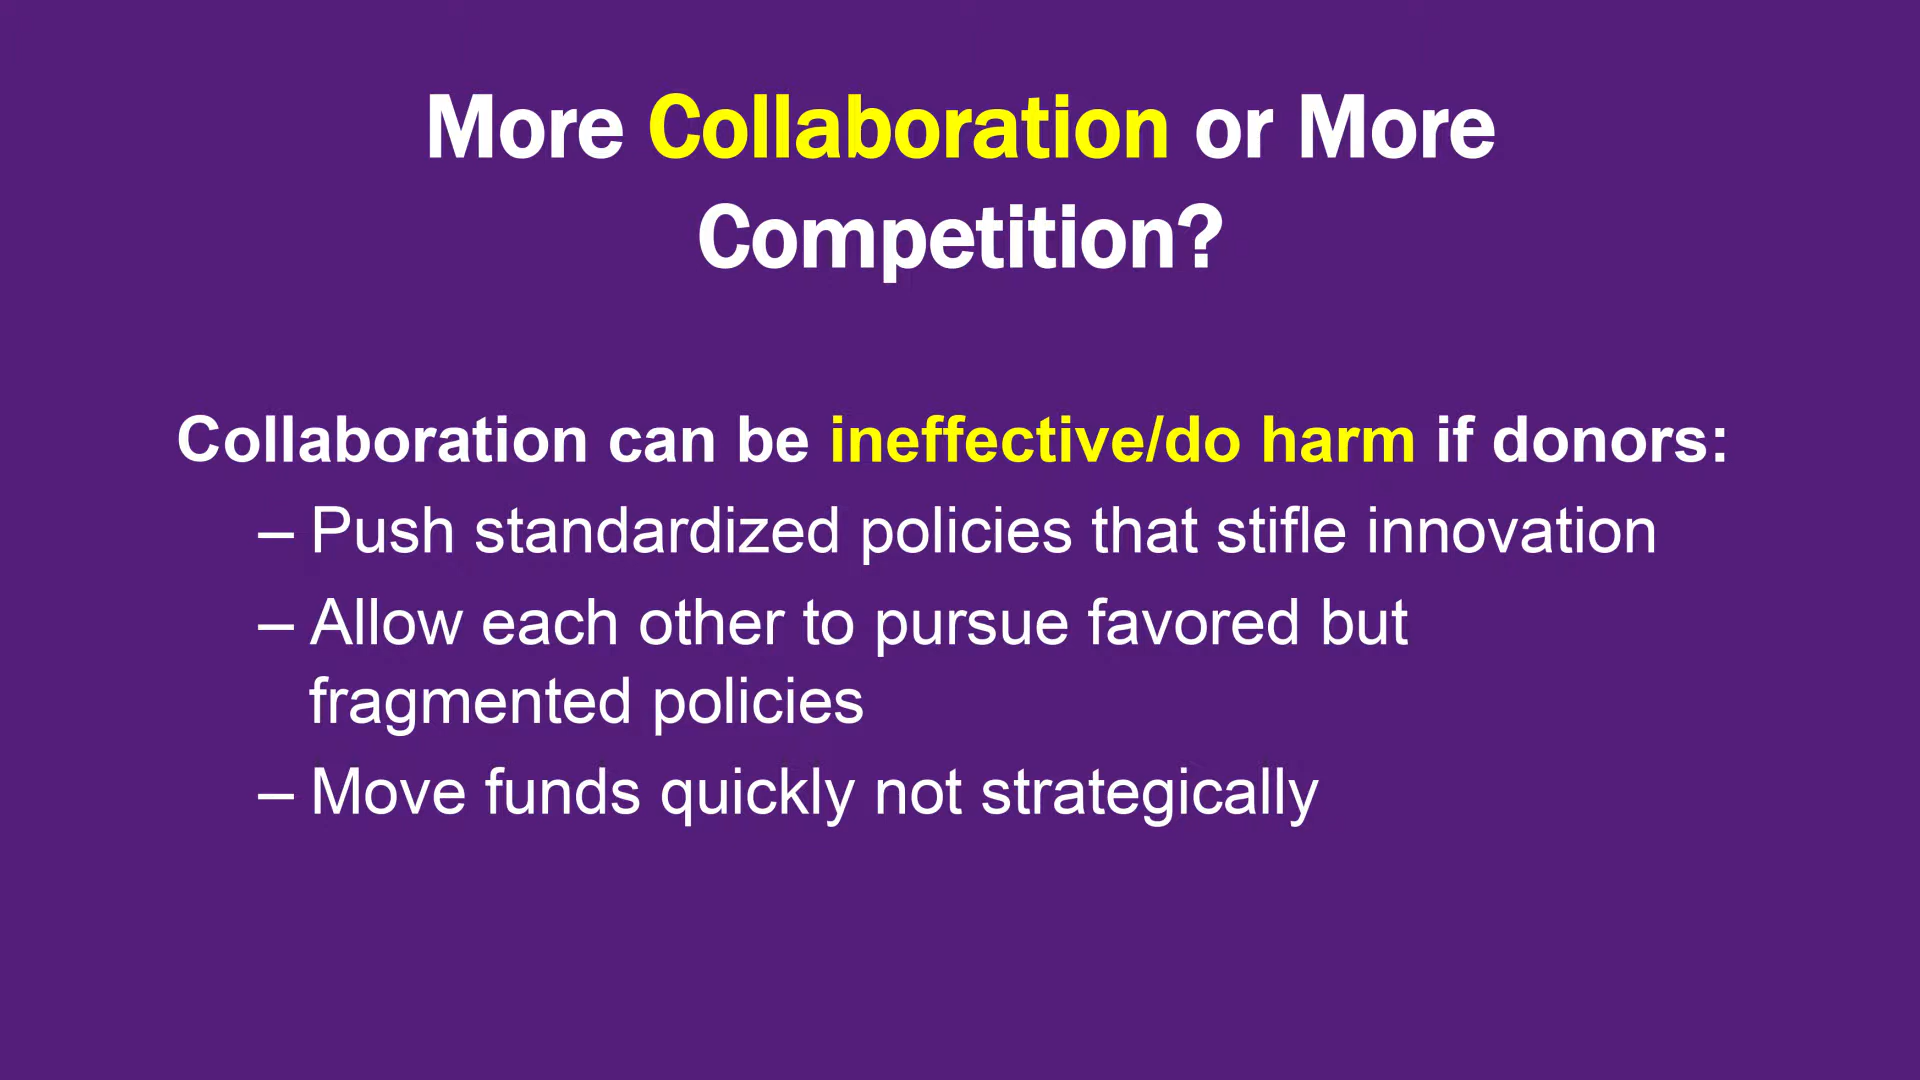 More Collaboration or More
Competition?
Collaboration can be ineffective/do harm if donors:
– Push standardized policies that stifle innovation
– Allow each other to pursue favored but
fragmented policies
– Move funds quickly not strategically